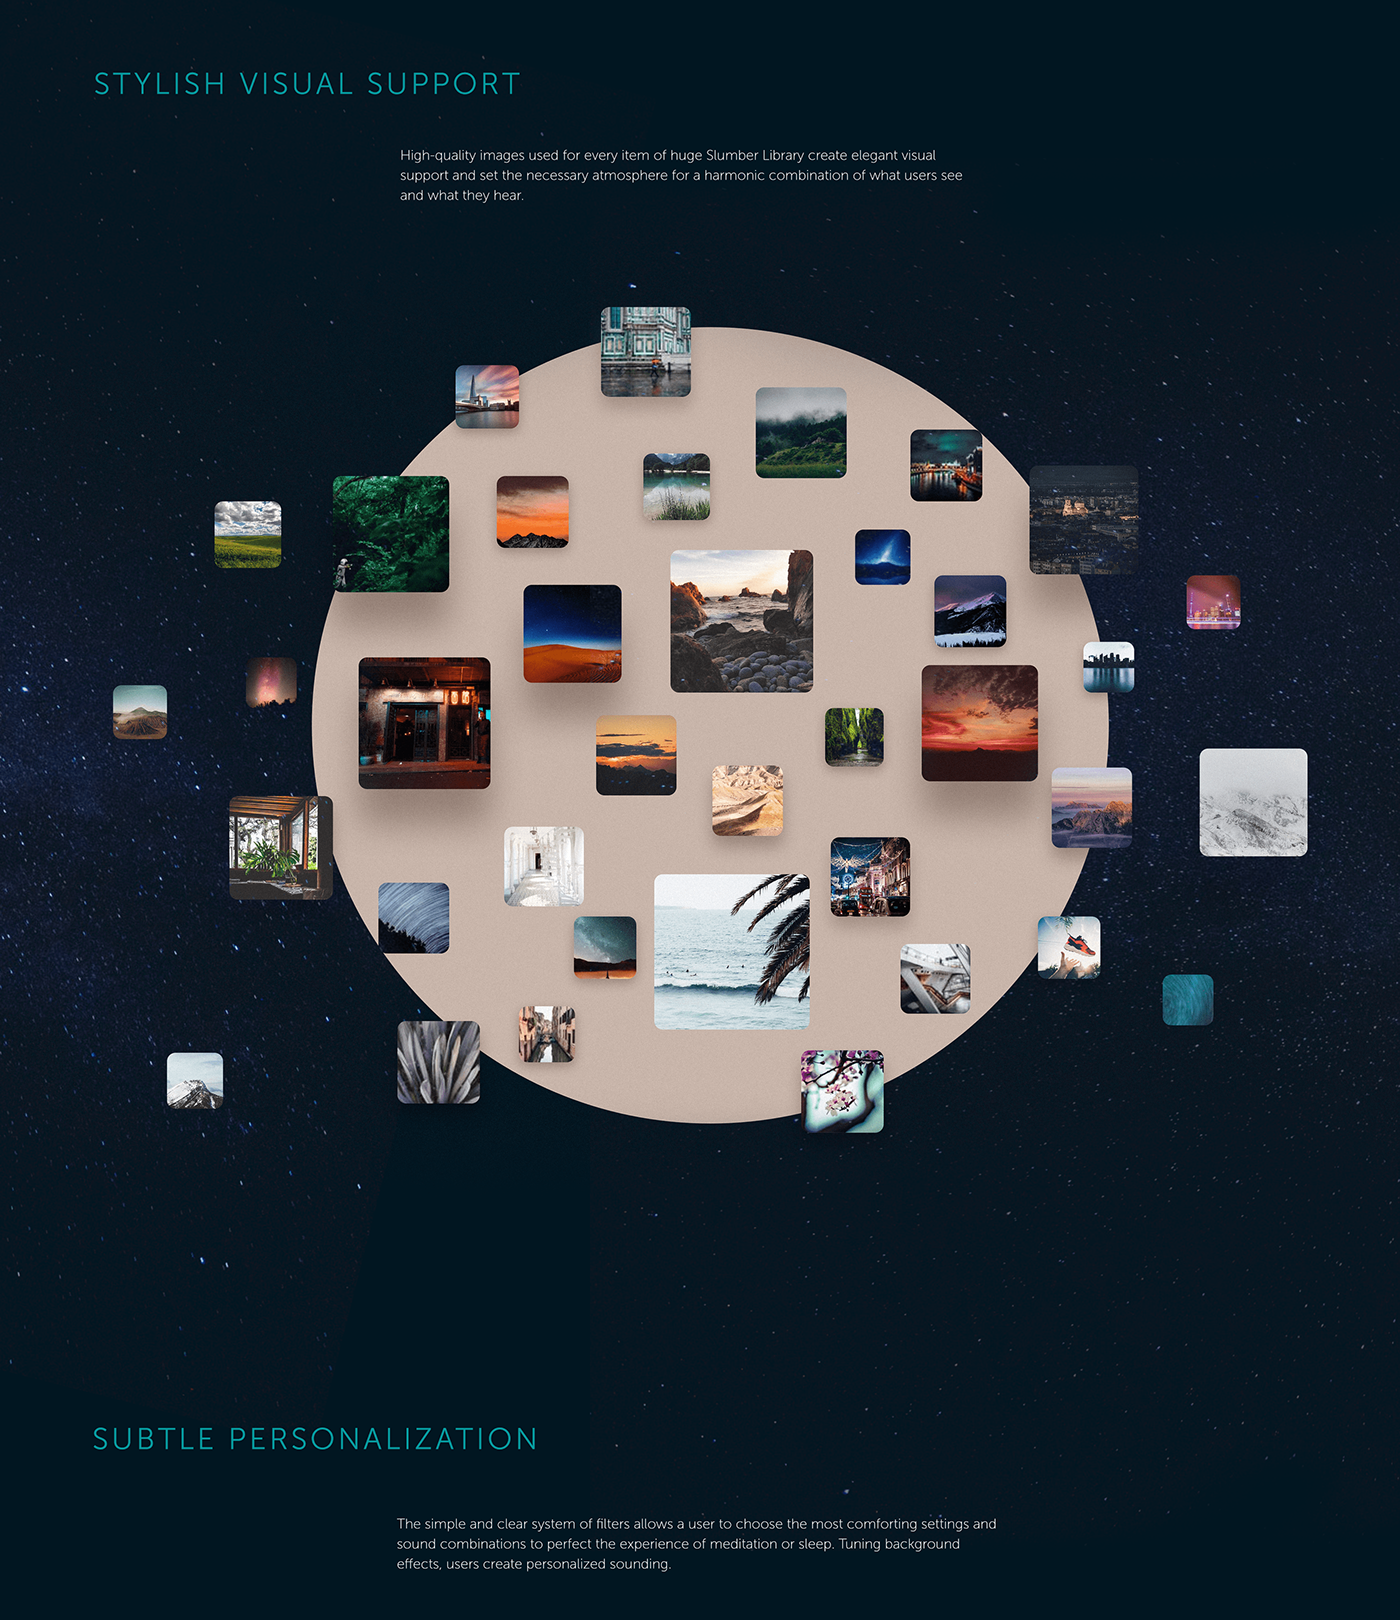 STYLISH VISUAL SUPPORT
High-quality images used for every item of huge Slumber Library create elegant visual
support and set the necessary atmosphere for a harmonic combination of what users see
and what they hear.
SUBTLE PERSONALIZATION
The simple and clear system of filters allows a user to choose the most comforting settings and
sound combinations to perfect the experience of meditation or sleep. Tuning background
effects, users create personalized sounding.